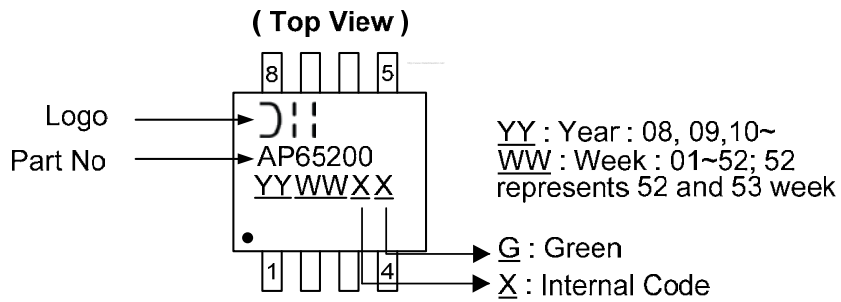 ( Top View )
8 5
Logo
Part No
AP65200
YYWWXX
1 4
YY : Year : 08, 09,10~
WW : Week : 01~52; 52
represents 52 and 53 week
G : Green
X : Internal Code